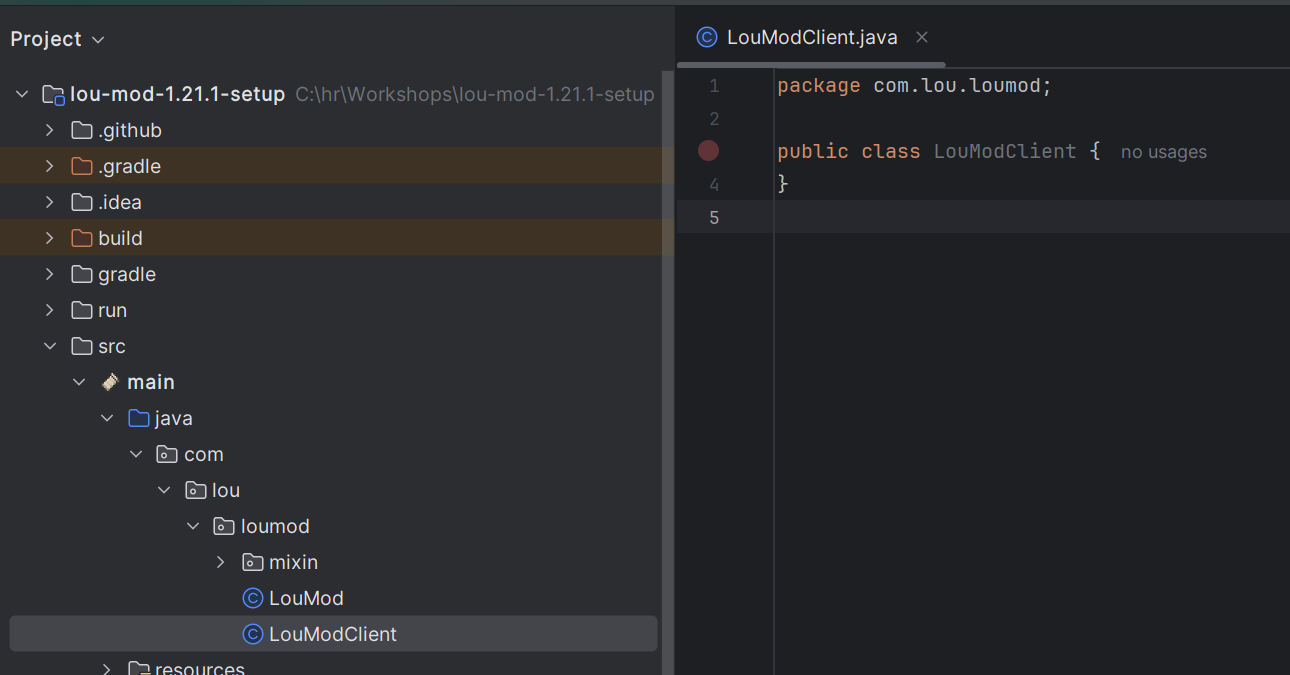 Project
lou-mod-1.21.1-setup C:\hr\Workshops\lou-mod-1.21.1-setup
.github
.gradle
.idea
build
gradle
run
src
main
java
com
lou
loumod
mixin
LouMod
LouModClient
resources
LouModClient.java
1 package com.lou.loumod;
2
public class LouModClient { no usages
4 }
5